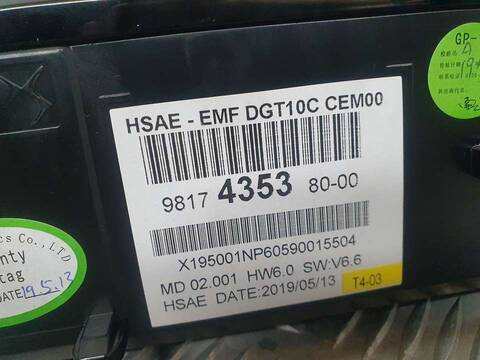 HSAE - EMF DGT10C CEM00
9817 4353 80-00
X195001NP60590015504
MD 02.001 HW6.0 SW:V6.6
HSAE DATE:2019/05/13
T4-03
GP-
cs Co.,LTD
nty
tag
DATE 19.5.12